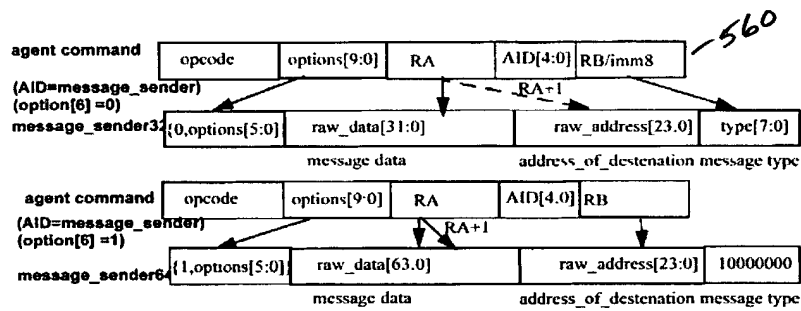 560
agent command opcode options[9:0] RA AID[4:0] RB/imm8
(AID=message_sender)
(option[6] =0)
RA+1
message_sender32 {0,options[5:0} raw_data[31:0] raw_address[23.0] type[7:0]
message data address_of_destenation message type
agent command opcode options[9:0] RA AID[4.0] RB
(AID=message_sender)
(option[6] =1)
RA+1
message_sender64 {1,options[5:0]} raw_data[63.0] raw_address[23:0] 10000000
message data address_of_destenation message type